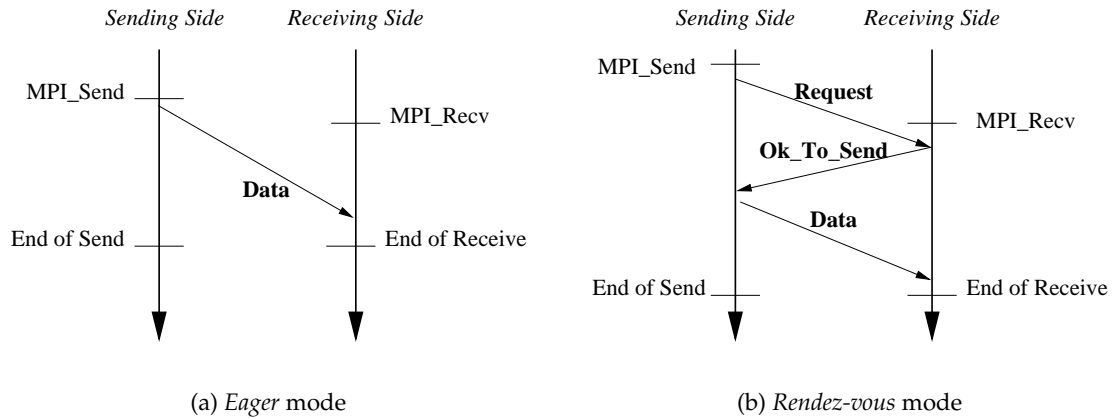 Sending Side
Receiving Side
MPI_Send
MPI_Recv
Data
End of Send
End of Receive
(a) Eager mode
Sending Side
Receiving Side
MPI_Send
Request
MPI_Recv
Ok_To_Send
Data
End of Send
End of Receive
(b) Rendez-vous mode